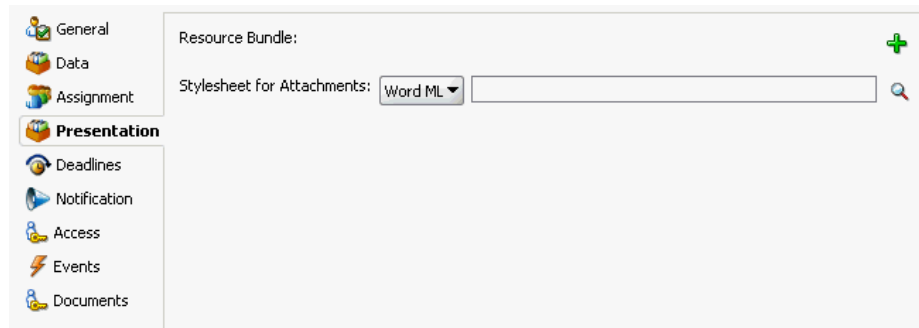 General
Data
Assignment
Presentation
Deadlines
Notification
Access
Events
Documents
Resource Bundle:
Stylesheet for Attachments: Word ML